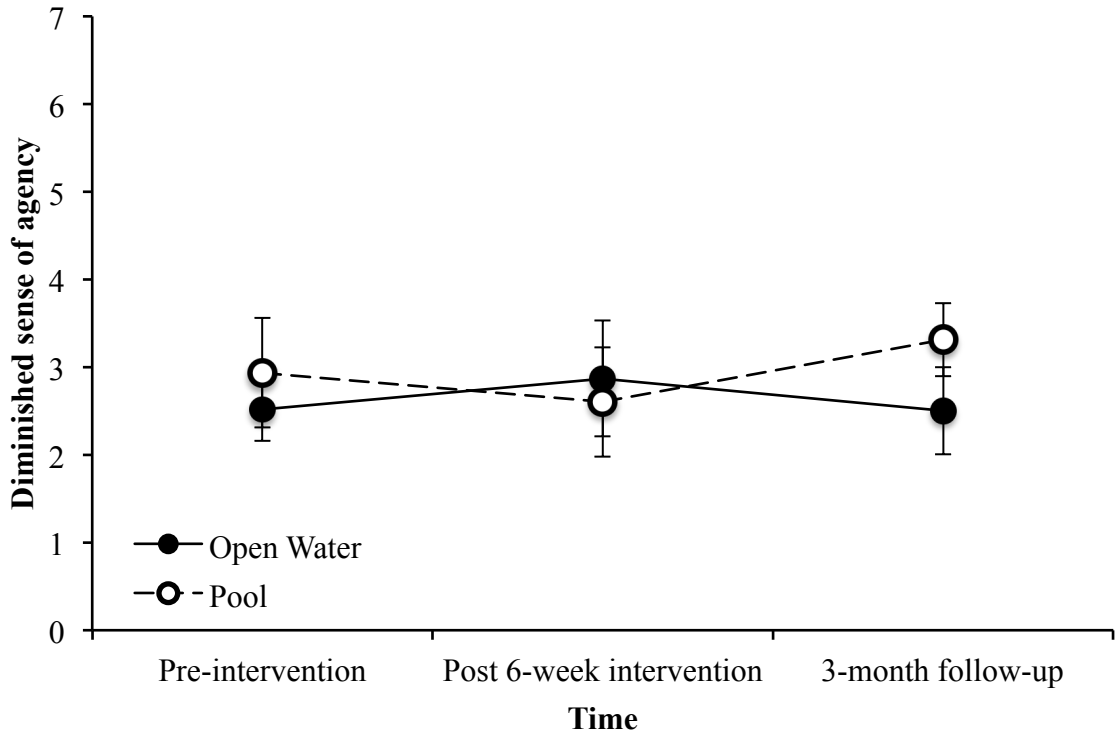 7
6
5
4
3
2
1
0
Diminished sense of agency
Open Water
Pool
Pre-intervention Post 6-week intervention 3-month follow-up
Time